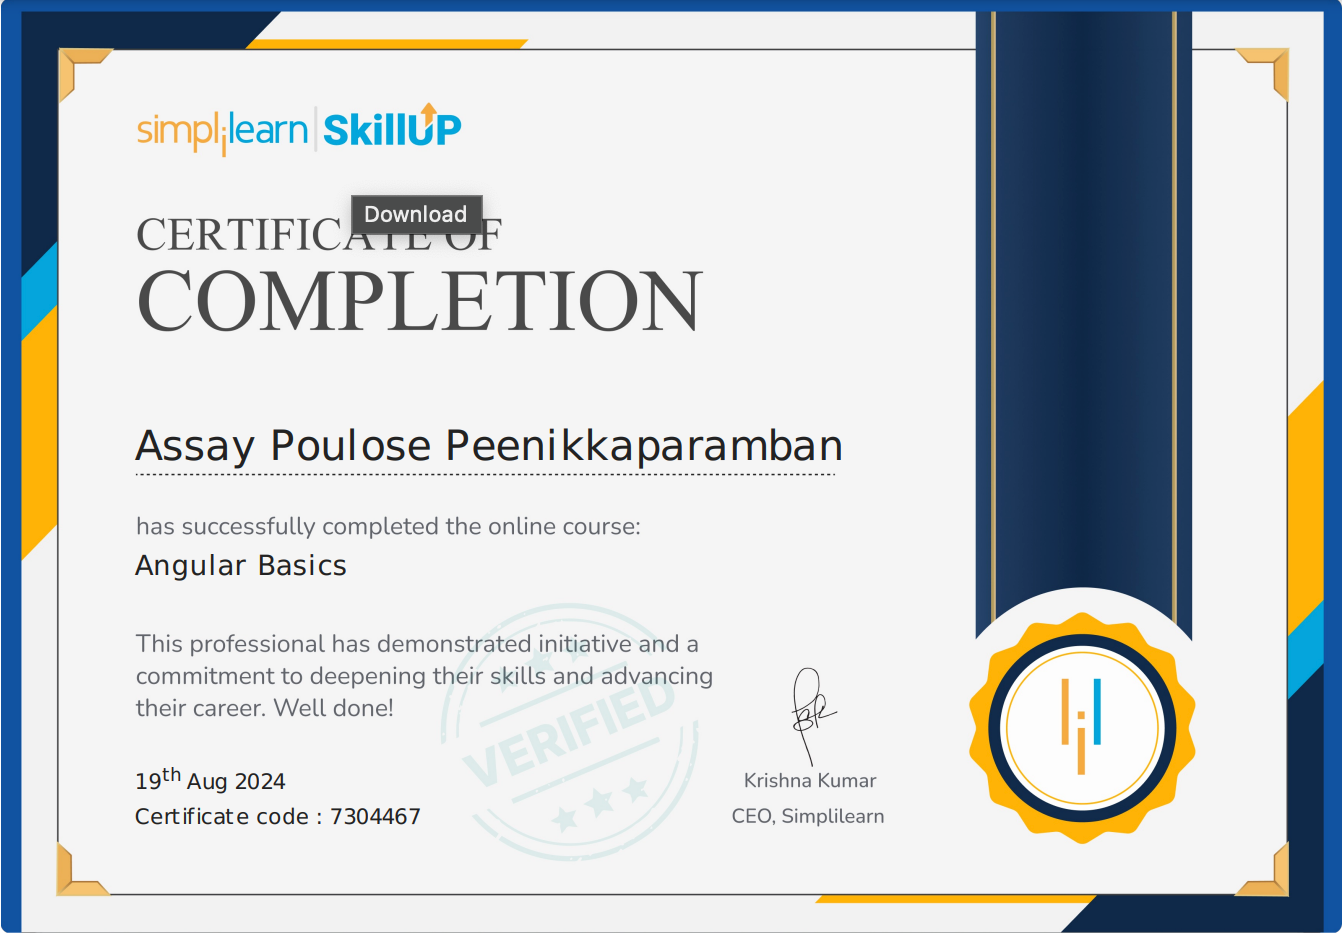 simplilearn | SkillUP
Download
CERTIFICATE OF
COMPLETION
Assay Poulose Peenikkaparamban
has successfully completed the online course:
Angular Basics
This professional has demonstrated initiative and a
commitment to deepening their skills and advancing
their career. Well done!
VERIFIED
19th Aug 2024
Certificate code : 7304467
Krishna Kumar
CEO, Simplilearn